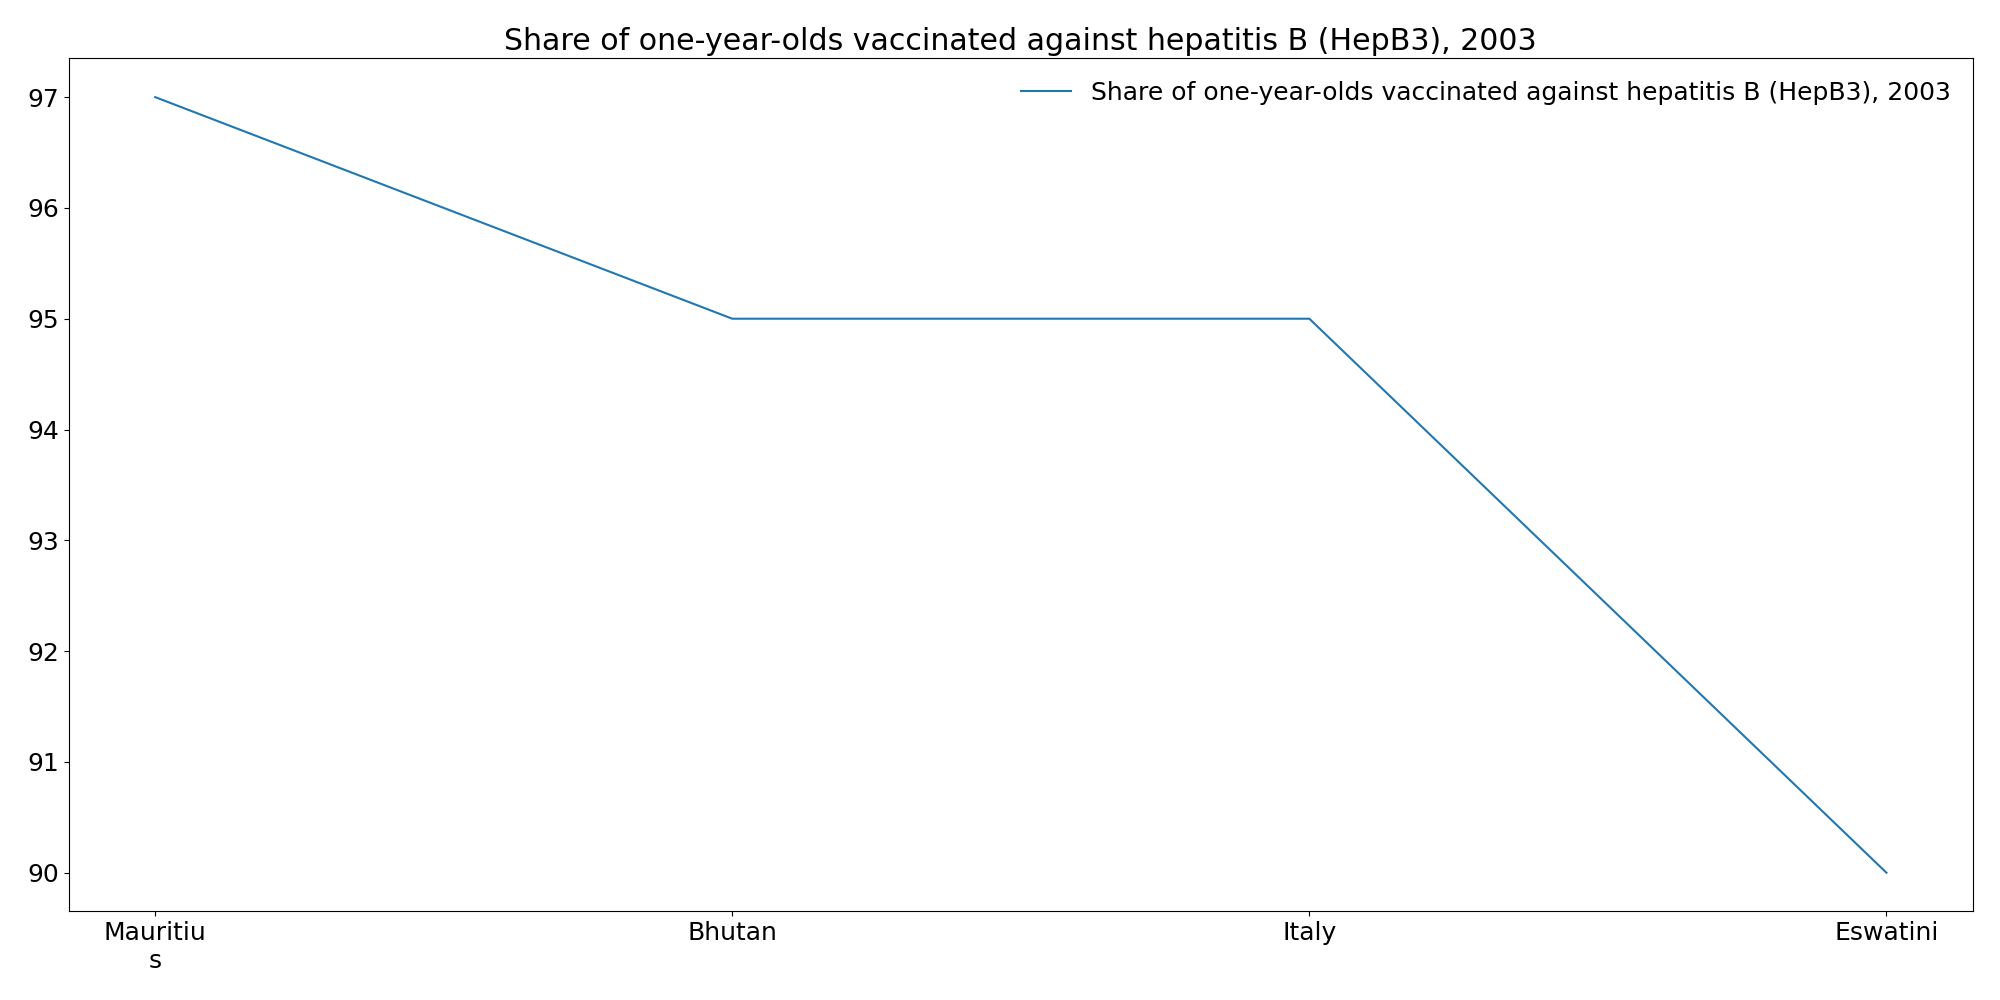 Share of one-year-olds vaccinated against hepatitis B (HepB3), 2003
Share of one-year-olds vaccinated against hepatitis B (HepB3), 2003
97
96
95
94
93
92
91
90
Mauritiu
s
Bhutan
Italy
Eswatini